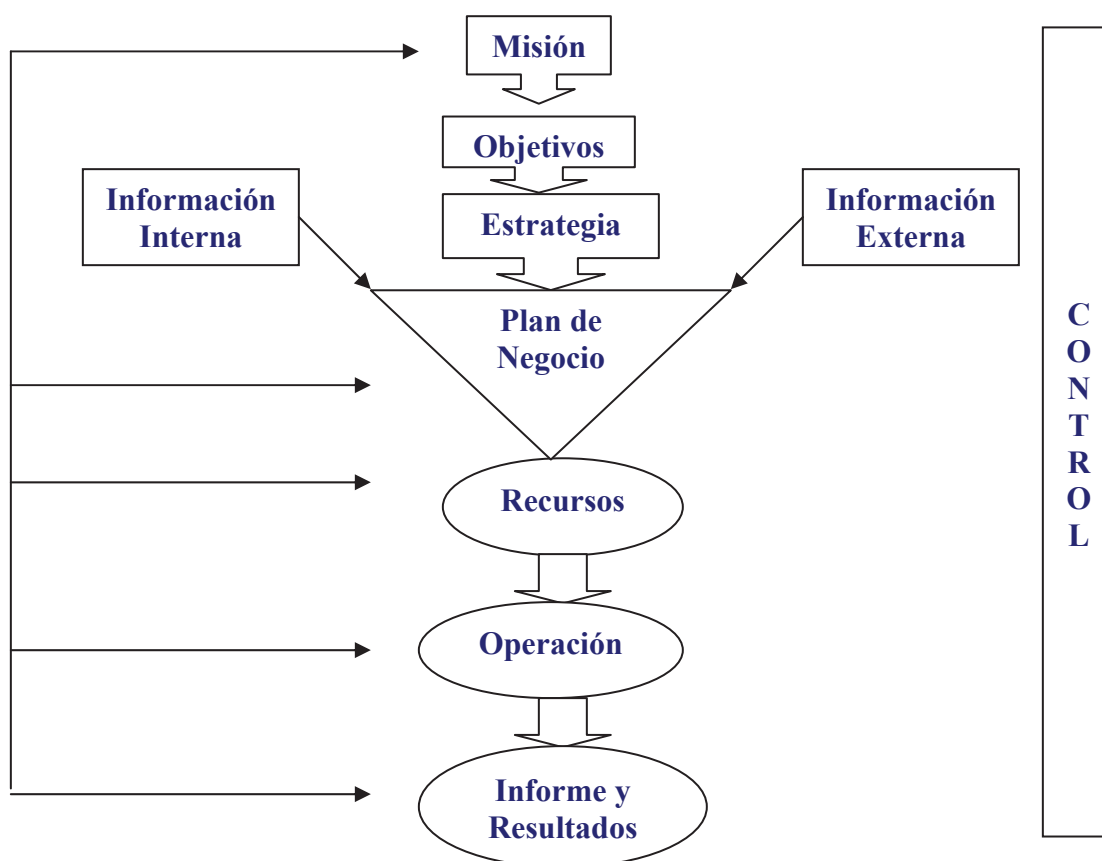 Misión
Objetivos
Información
Interna
Estrategia
Información
Externa
Plan de
Negocio
C
O
N
T
R
O
L
Recursos
Operación
Informe y
Resultados